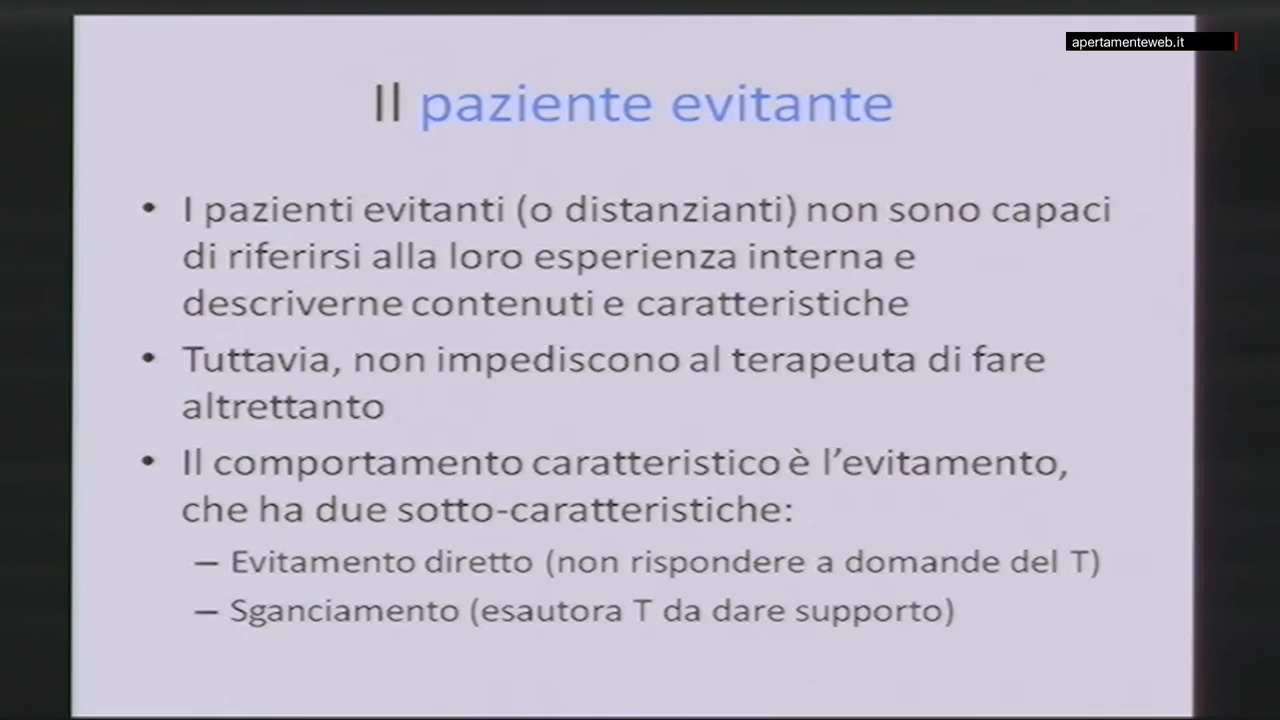 apertamenteweb.it
Il paziente evitante
• I pazienti evitanti (o distanzianti) non sono capaci
di riferirsi alla loro esperienza interna e
descriverne contenuti e caratteristiche
• Tuttavia, non impediscono al terapeuta di fare
altrettanto
• Il comportamento caratteristico è l’evitamento,
che ha due sotto-caratteristiche:
– Evitamento diretto (non rispondere a domande del T)
– Sganciamento (esautora T da dare supporto)